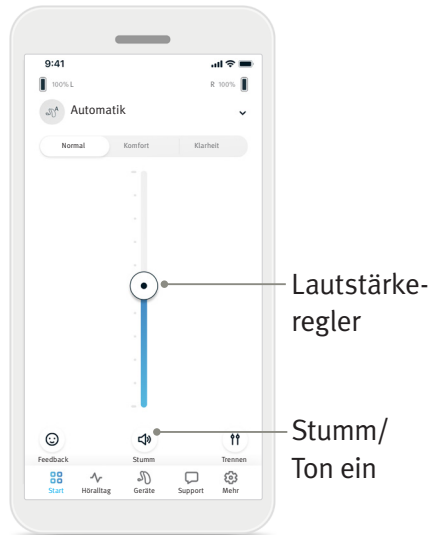 9:41
100% L
R 100%
Automatik
Normal Komfort Klarheit
Lautstärke-
regler
Stumm/
Ton ein
Feedback Stumm Trennen
Start Höralltag Geräte Support Mehr